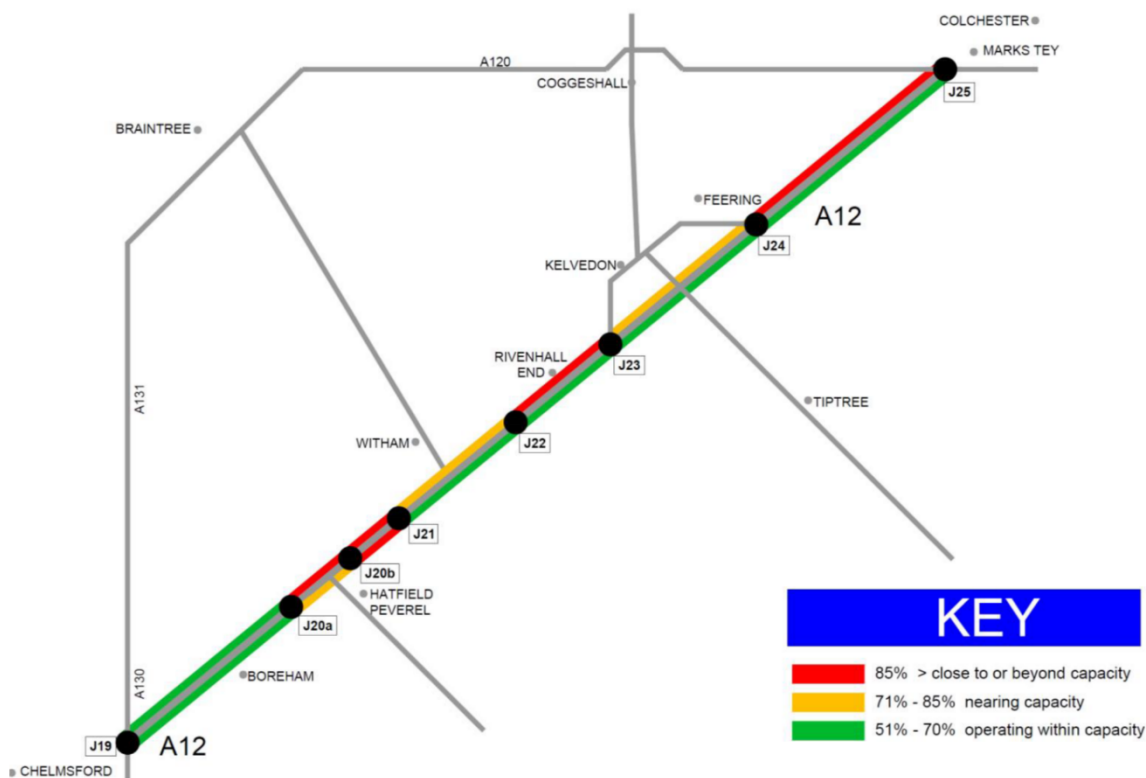 COLCHESTER
MARKS TEY
A120
COGGESHALL
J25
BRAINTREE
FEERING
A12
J24
KELVEDON
RIVENHALL
END
J23
A131
TIPTREE
WITHAM
J22
J21
J20b
HATFIELD
PEVEREL
J20a
KEY
85% > close to or beyond capacity
71% - 85% nearing capacity
51% - 70% operating within capacity
BOREHAM
A130
J19
A12
CHELMSFORD